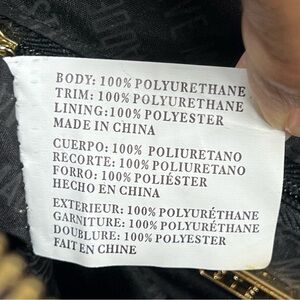 BODY: 100% POLYURETHANE
TRIM: 100% POLYURETHANE
LINING: 100% POLYESTER
MADE IN CHINA
CUERPO: 100% POLIURETANO
RECORTE: 100% POLIURETANO
FORRO: 100% POLIÉSTER
HECHO EN CHINA
EXTERIEUR: 100% POLYURÉTHANE
GARNITURE: 100% POLYURÉTHANE
DOUBLURE: 100% POLYESTER
FAIT EN CHINE